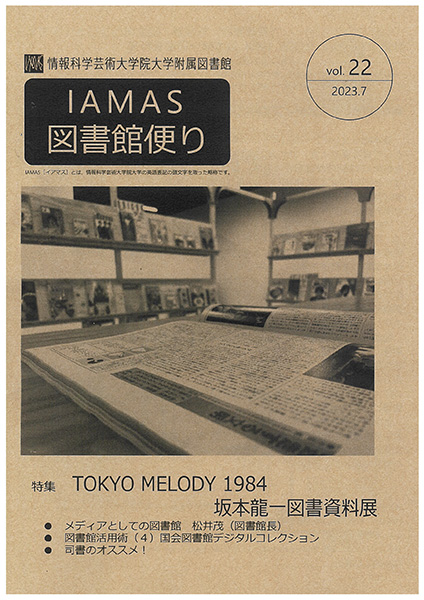 IAMAS 情報科学芸術大学院大学附属図書館
vol. 22
2023.7
IAMAS
図書館便り
IAMAS［イアマス］とは、情報科学芸術大学院大学の英語表記の頭文字を取った略称です。
特集 TOKYO MELODY 1984
坂本龍一図書資料展
● メディアとしての図書館 松井茂（図書館長）
● 図書館活用術（4）国会図書館デジタルコレクション
● 司書のオススメ！